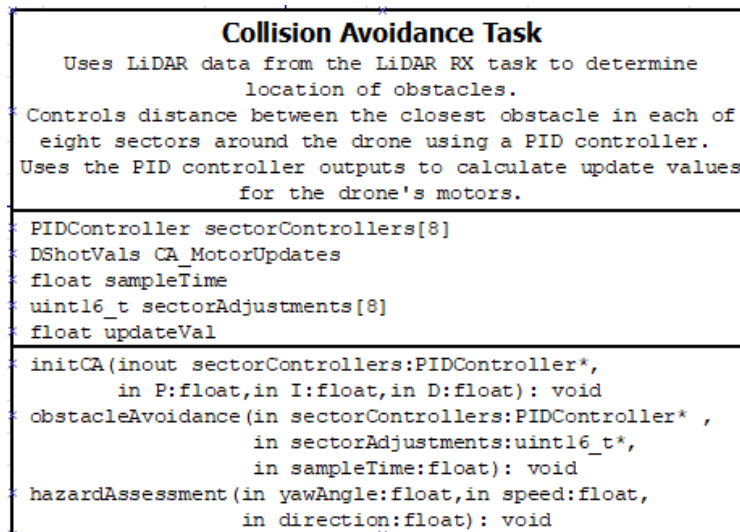 Collision Avoidance Task
Uses LiDAR data from the LiDAR RX task to determine
location of obstacles.
Controls distance between the closest obstacle in each of
eight sectors around the drone using a PID controller.
Uses the PID controller outputs to calculate update values
for the drone's motors.
PIDController sectorControllers[8]
DShotVals CA_MotorUpdates
float sampleTime
uint16_t sectorAdjustments[8]
float updateVal
initCA(inout sectorControllers:PIDController*,
in P:float,in I:float,in D:float): void
obstacleAvoidance(in sectorControllers:PIDController* ,
in sectorAdjustments:uint16_t*,
in sampleTime:float): void
hazardAssessment(in yawAngle:float,in speed:float,
in direction:float): void